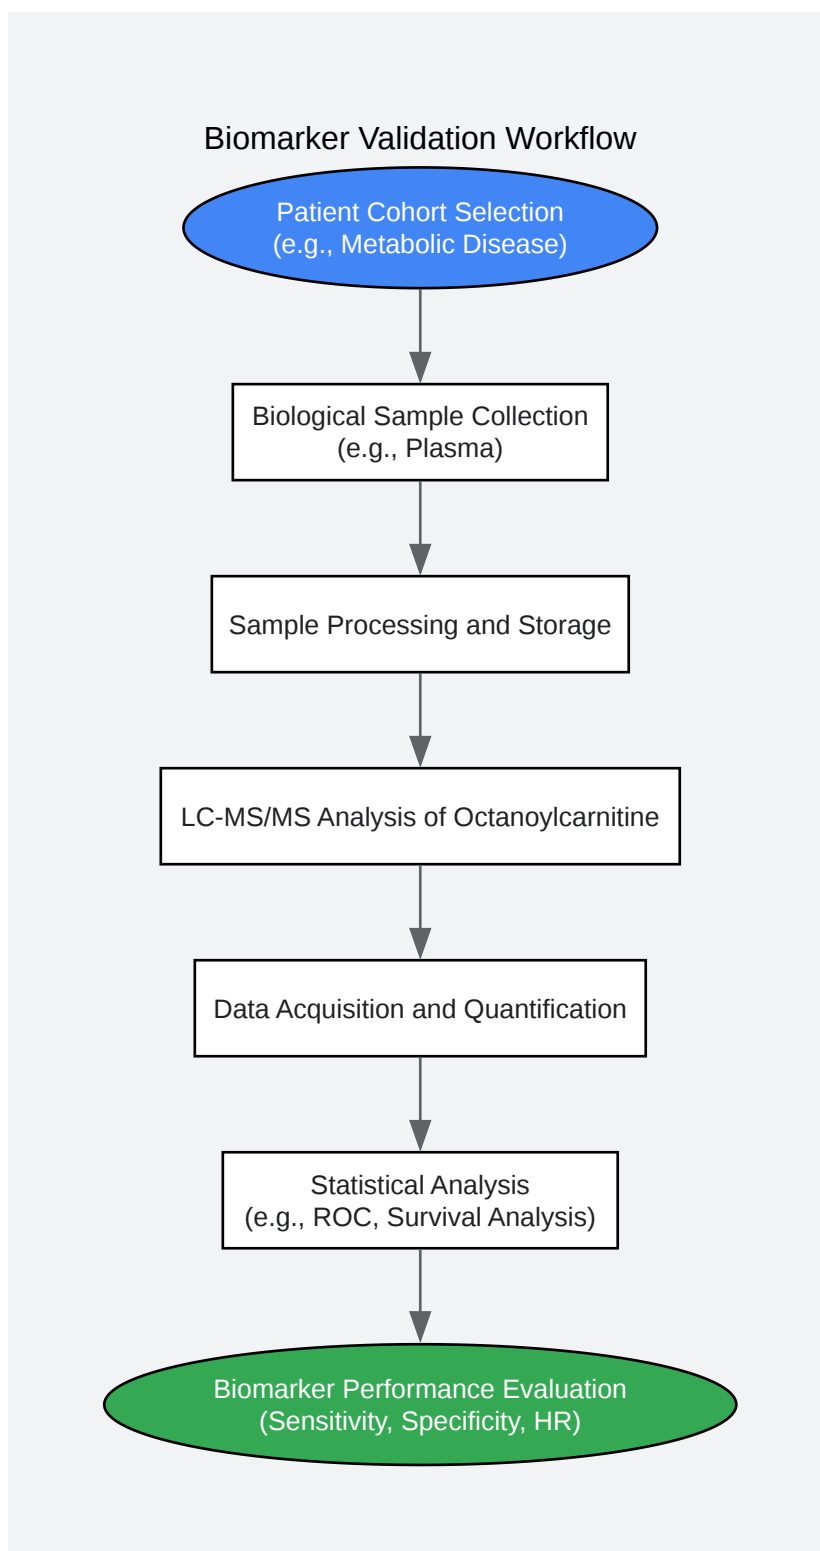 Biomarker Validation Workflow
Patient Cohort Selection
(e.g., Metabolic Disease)
Biological Sample Collection
(e.g., Plasma)
Sample Processing and Storage
LC-MS/MS Analysis of Octanoylcarnitine
Data Acquisition and Quantification
Statistical Analysis
(e.g., ROC, Survival Analysis)
Biomarker Performance Evaluation
(Sensitivity, Specificity, HR)